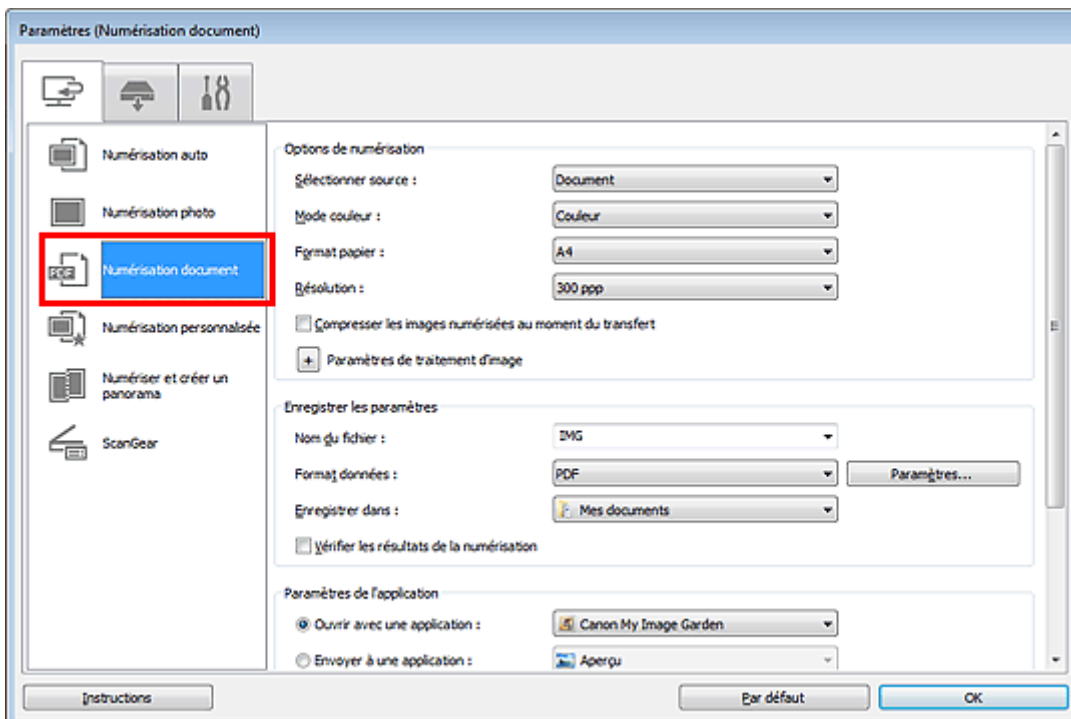 Paramètres (Numérisation document)
Numérisation auto
Numérisation photo
PDF
Numérisation document
Numérisation personnalisée
Numériser et créer un
panorama
ScanGear
Options de numérisation
Sélectionner source : Document
Mode couleur : Couleur
Format papier : A4
Résolution : 300 ppp
Compresser les images numérisées au moment du transfert
+ Paramètres de traitement d'image
Enregistrer les paramètres
Nom du fichier : IMG
Format données : PDF Paramètres...
Enregistrer dans : Mes documents
Vérifier les résultats de la numérisation
Paramètres de l'application
Ouvrir avec une application : Canon My Image Garden
Envoyer à une application : Aperçu
Instructions Par défaut OK